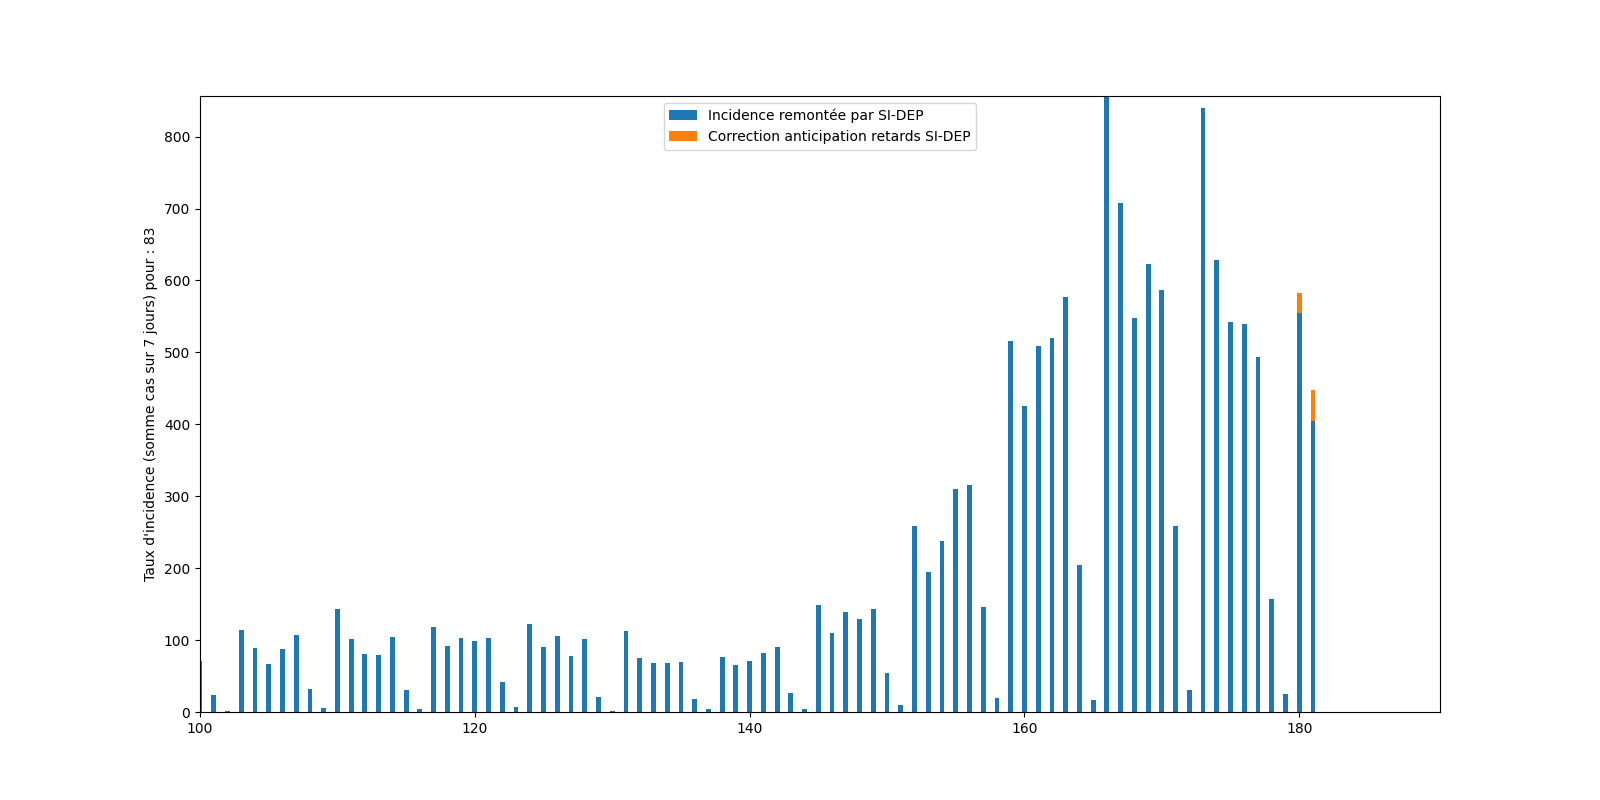 Incidence remontée par SI-DEP
Correction anticipation retards SI-DEP
Taux d'incidence (somme cas sur 7 jours) pour : 83
800
700
600
500
400
300
200
100
0
100 120 140 160 180